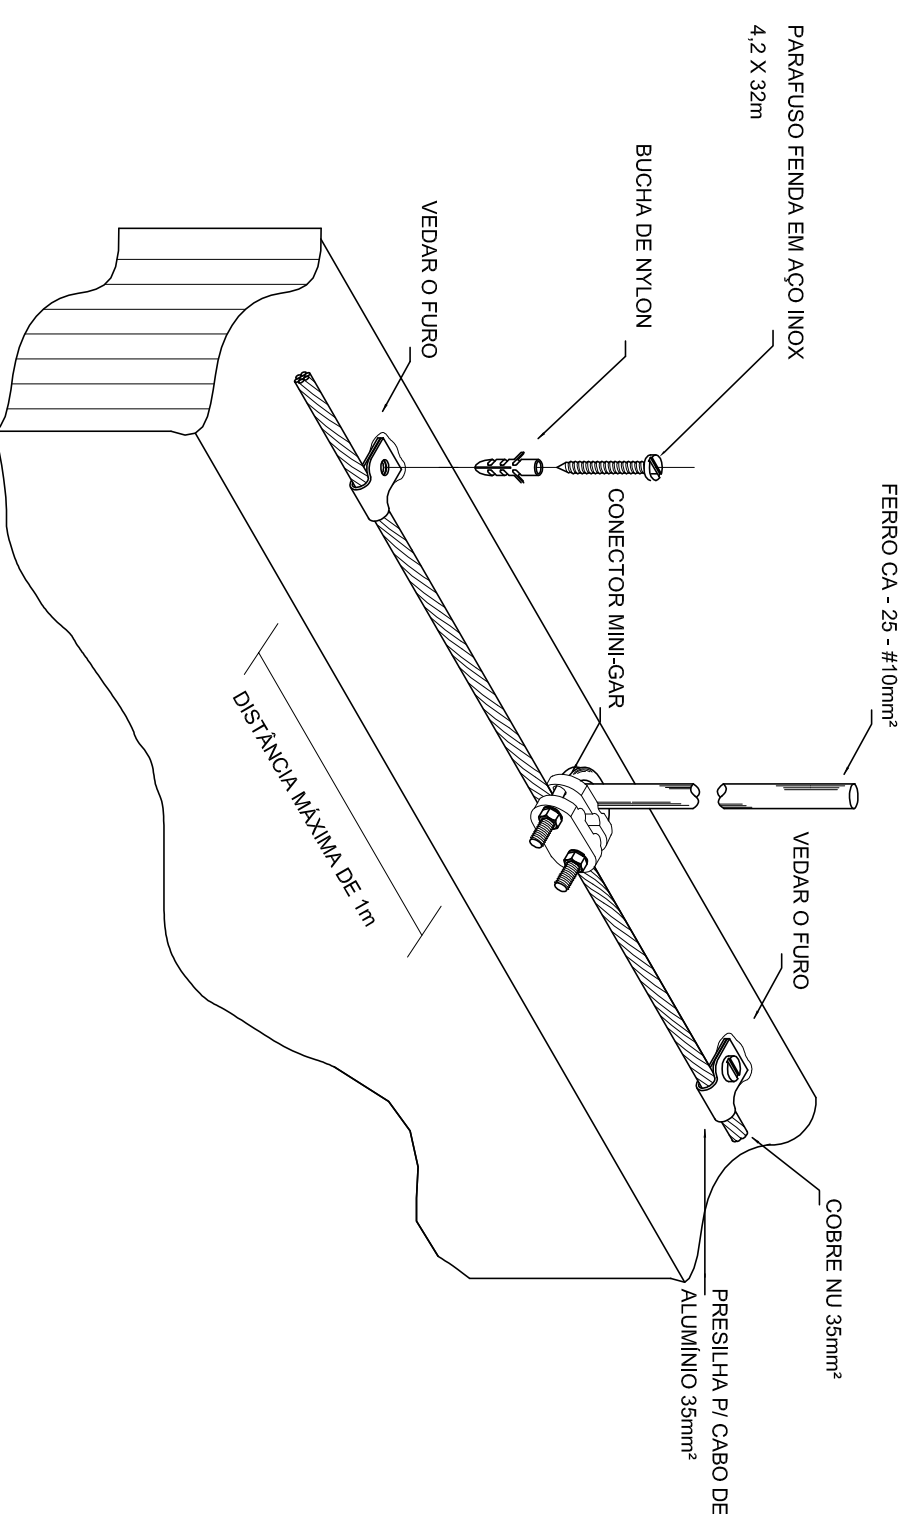 PARAFUSO FENDA EM AÇO INOX
4,2 X 32m
BUCHA DE NYLON
VEDAR O FURO
FERRO CA - 25 - #10mm²
CONECTOR MINI-GAR
VEDAR O FURO
DISTÂNCIA MÁXIMA DE 1m
COBRE NU 35mm²
PRESILHA P/ CABO DE
ALUMÍNIO 35mm²